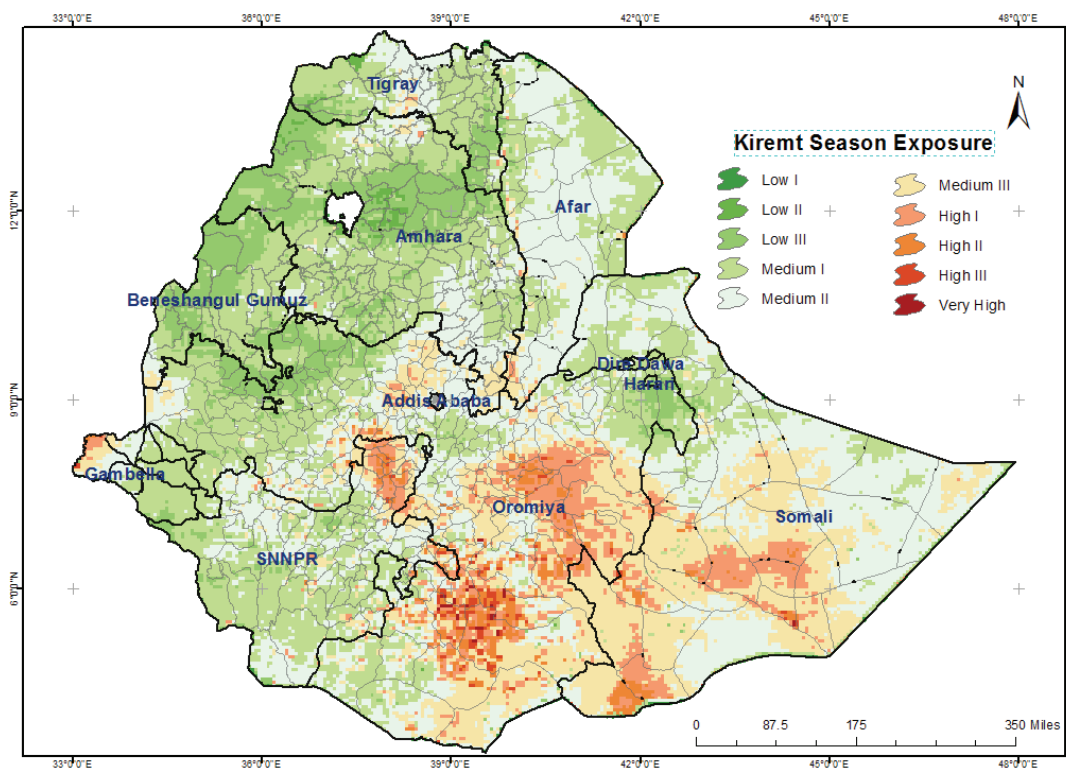 33°0'0"E 36°0'0"E 39°0'0"E 42°0'0"E 45°0'0"E 48°0'0"E
N
Tigray
Kiremt Season Exposure
Low I
Low II
Low III
Medium I
Medium II
Medium III
High I
High II
High III
Very High
12°0'0"N
Afar
Amhara
Beneshangul Gumuz
Dire Dawa
Harari
9°0'0"N
Addis Ababa
Gambella
Oromiya
Somali
SNNPR
6°0'0"N
0 87.5 175 350 Miles
33°0'0"E 36°0'0"E 39°0'0"E 42°0'0"E 45°0'0"E 48°0'0"E